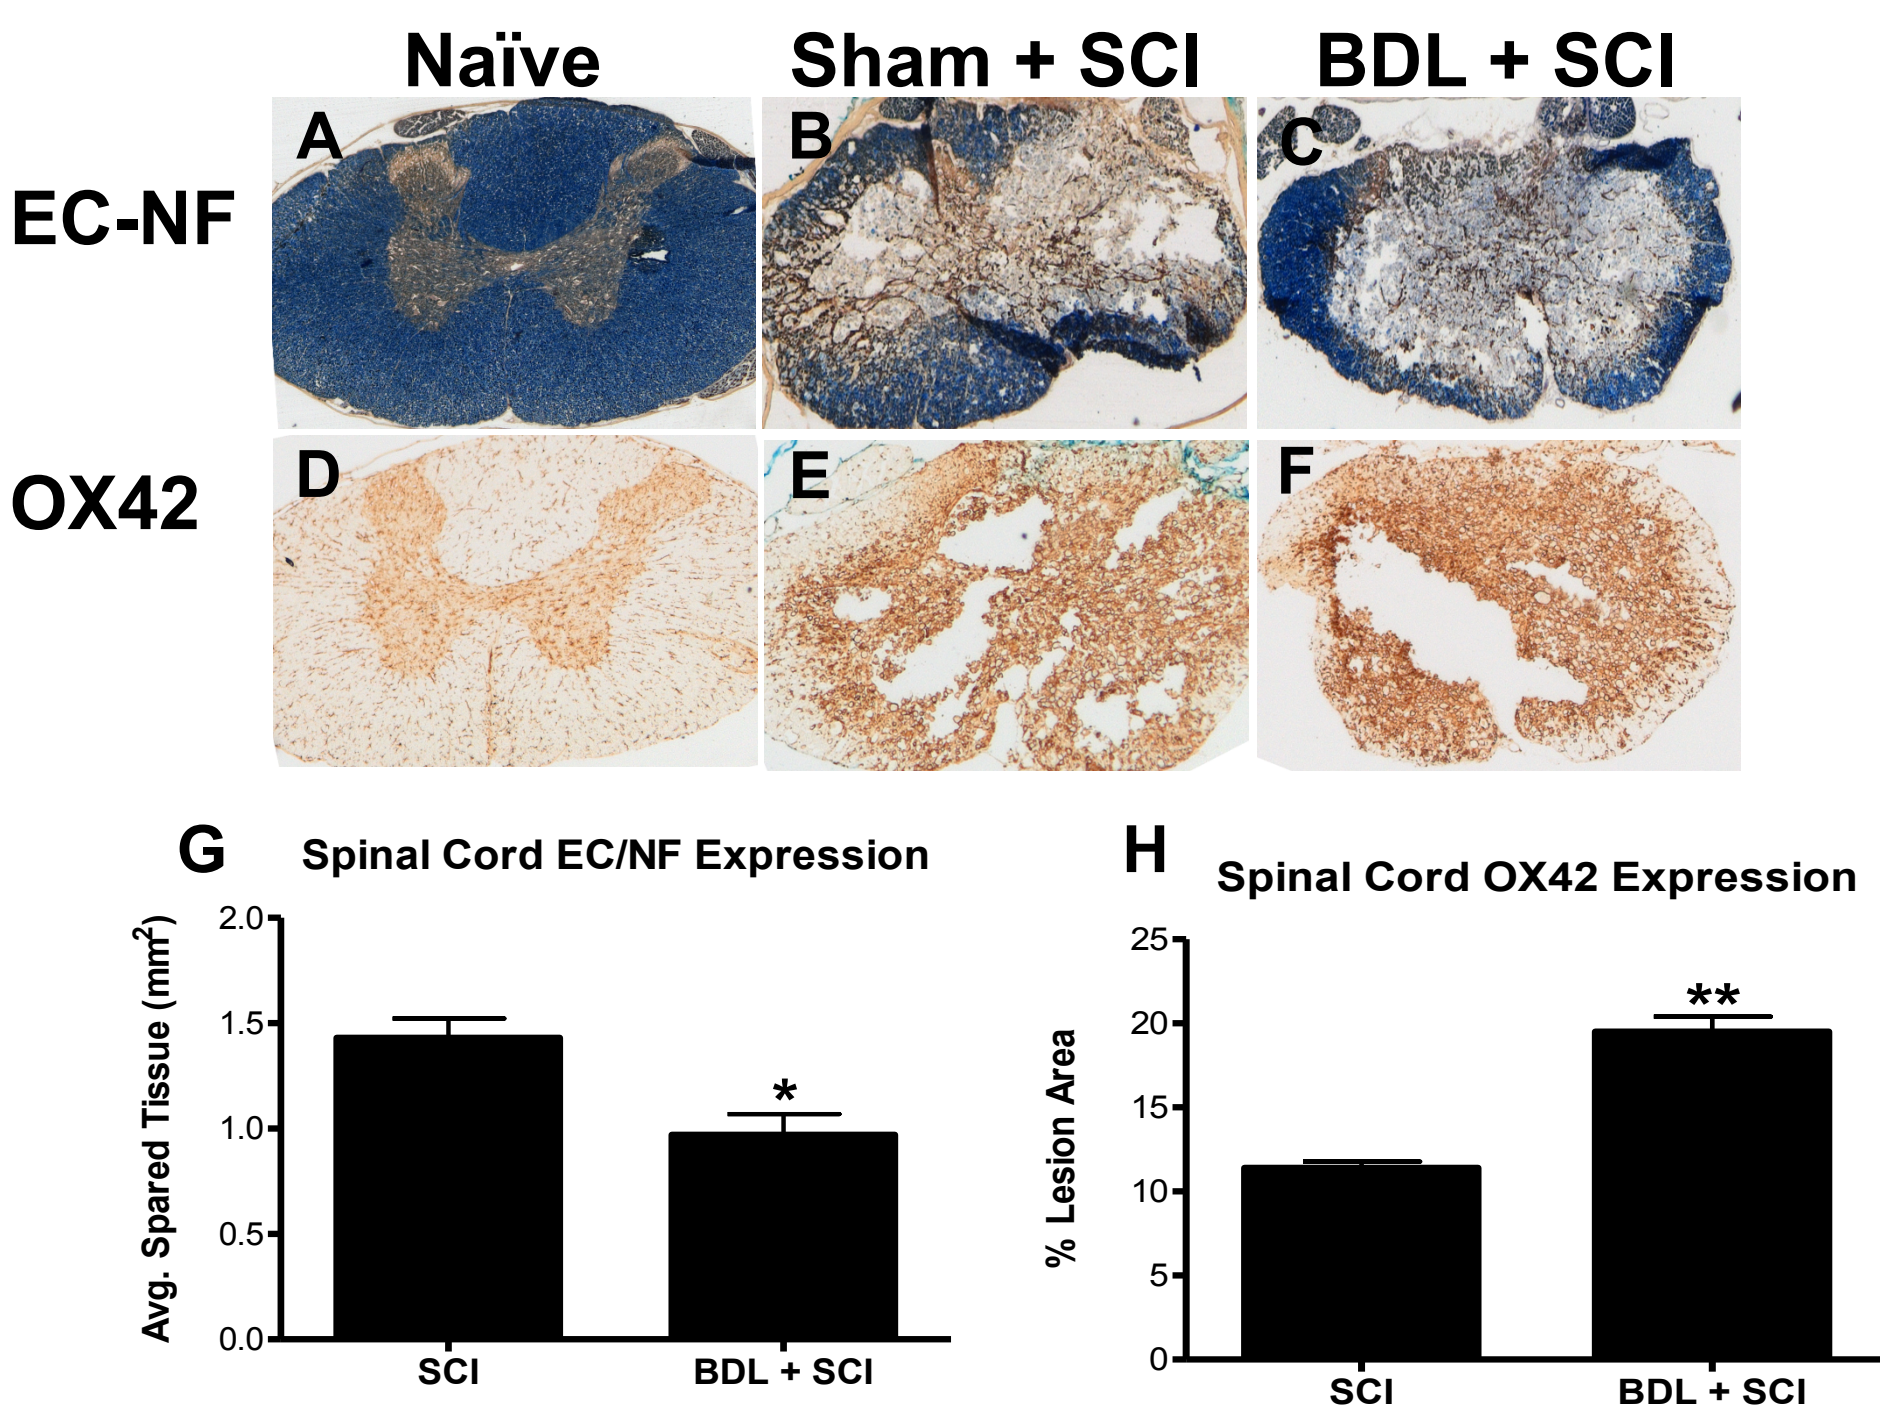 Naïve Sham + SCI BDL + SCI
EC-NF
A B C
OX42
D E F
G Spinal Cord EC/NF Expression
Avg. Spared Tissue (mm²)
2.0
1.5
1.0
0.5
0.0
*
SCI BDL + SCI
H Spinal Cord OX42 Expression
% Lesion Area
25
20
15
10
5
0
**
SCI BDL + SCI